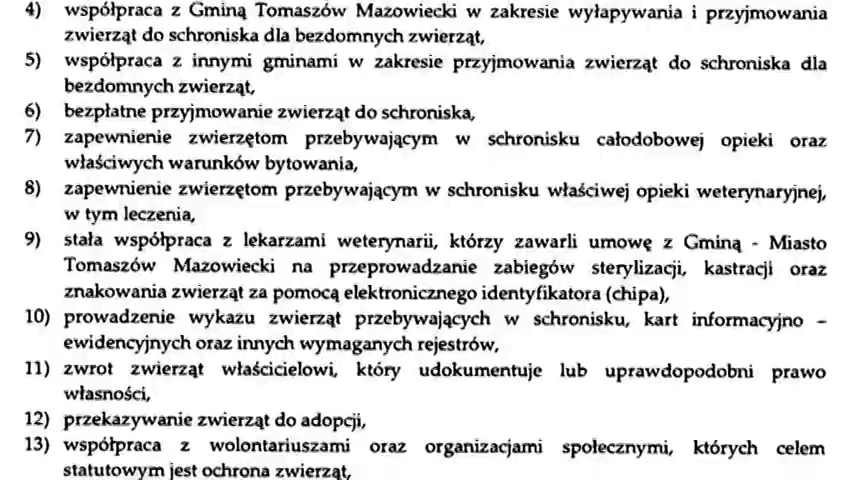 4) współpraca z Gminą Tomaszów Mazowiecki w zakresie wyłapywania i przyjmowania
zwierząt do schroniska dla bezdomnych zwierząt,
5) współpraca z innymi gminami w zakresie przyjmowania zwierząt do schroniska dla
bezdomnych zwierząt,
6) bezpłatne przyjmowanie zwierząt do schroniska,
7) zapewnienie zwierzętom przebywającym w schronisku całodobowej opieki oraz
właściwych warunków bytowania,
8) zapewnienie zwierzętom przebywającym w schronisku właściwej opieki weterynaryjnej,
w tym leczenia,
9) stała współpraca z lekarzami weterynarii, którzy zawarli umowę z Gminą - Miasto
Tomaszów Mazowiecki na przeprowadzanie zabiegów sterylizacji, kastracji oraz
znakowania zwierząt za pomocą elektronicznego identyfikatora (chipa),
10) prowadzenie wykazu zwierząt przebywających w schronisku, kart informacyjno –
ewidencyjnych oraz innych wymaganych rejestrów,
11) zwrot zwierząt właścicielowi, który udokumentuje lub uprawdopodobni prawo
własności,
12) przekazywanie zwierząt do adopcji,
13) współpraca z wolontariuszami oraz organizacjami społecznymi, których celem
statutowym jest ochrona zwierząt,